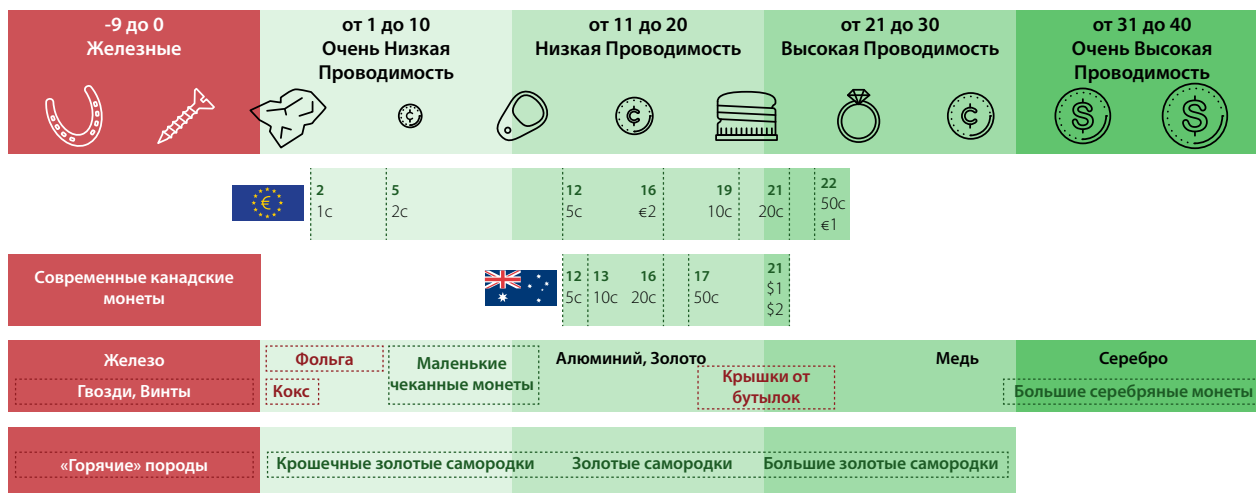 -9 до 0
Железные
от 1 до 10
Очень Низкая
Проводимость
от 11 до 20
Низкая Проводимость
от 21 до 30
Высокая Проводимость
от 31 до 40
Очень Высокая
Проводимость
¢
¢
¢
$
$
€
2
1c
5
2c
12
5c
16
€2
19
10c
21
20c
22
50c
€1
Современные канадские
монеты
12
5c
13
10c
16
20c
17
50c
21
$1
$2
Железо
Гвозди, Винты
Фольга
Кокс
Маленькие
чеканные монеты
Алюминий, Золото
Крышки от
бутылок
Медь
Серебро
Большие серебряные монеты
«Горячие» породы
Крошечные золотые самородки
Золотые самородки
Большие золотые самородки